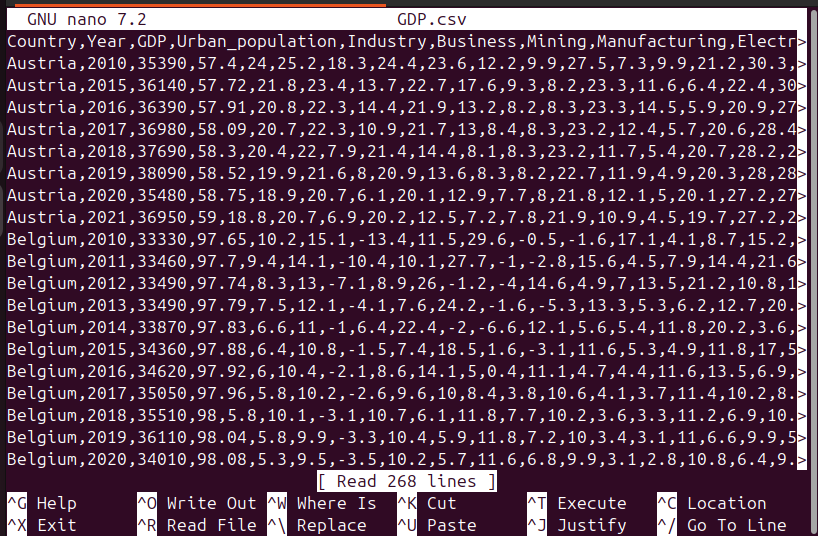 GNU nano 7.2 GDP.csv
Country,Year,GDP,Urban_population,Industry,Business,Mining,Manufacturing,Electr>
Austria,2010,35390,57.4,24,25.2,18.3,24.4,23.6,12.2,9.9,27.5,7.3,9.9,21.2,30.3,>
Austria,2015,36140,57.72,21.8,23.4,13.7,22.7,17.6,9.3,8.2,23.3,11.6,6.4,22.4,30>
Austria,2016,36390,57.91,20.8,22.3,14.4,21.9,13.2,8.2,8.3,23.3,14.5,5.9,20.9,27>
Austria,2017,36980,58.09,20.7,22.3,10.9,21.7,13,8.4,8.3,23.2,12.4,5.7,20.6,28.4>
Austria,2018,37690,58.3,20.4,22,7.9,21.4,14.4,8.1,8.3,23.2,11.7,5.4,20.7,28.2,2>
Austria,2019,38090,58.52,19.9,21.6,8,20.9,13.6,8.3,8.2,22.7,11.9,4.9,20.3,28,28>
Austria,2020,35480,58.75,18.9,20.7,6.1,20.1,12.9,7.7,8,21.8,12.1,5,20.1,27.2,27>
Austria,2021,36950,59,18.8,20.7,6.9,20.2,12.5,7.2,7.8,21.9,10.9,4.5,19.7,27.2,2>
Belgium,2010,33330,97.65,10.2,15.1,-13.4,11.5,29.6,-0.5,-1.6,17.1,4.1,8.7,15.2,>
Belgium,2011,33460,97.7,9.4,14.1,-10.4,10.1,27.7,-1,-2.8,15.6,4.5,7.9,14.4,21.6>
Belgium,2012,33490,97.74,8.3,13,-7.1,8.9,26,-1.2,-4,14.6,4.9,7,13.5,21.2,10.8,1>
Belgium,2013,33490,97.79,7.5,12.1,-4.1,7.6,24.2,-1.6,-5.3,13.3,5.3,6.2,12.7,20.>
Belgium,2014,33870,97.83,6.6,11,-1,6.4,22.4,-2,-6.6,12.1,5.6,5.4,11.8,20.2,3.6,>
Belgium,2015,34360,97.88,6.4,10.8,-1.5,7.4,18.5,1.6,-3.1,11.6,5.3,4.9,11.8,17,5>
Belgium,2016,34620,97.92,6,10.4,-2.1,8.6,14.1,5,0.4,11.1,4.7,4.4,11.6,13.5,6.9,>
Belgium,2017,35050,97.96,5.8,10.2,-2.6,9.6,10,8.4,3.8,10.6,4.1,3.7,11.4,10.2,8.>
Belgium,2018,35510,98,5.8,10.1,-3.1,10.7,6.1,11.8,7.7,10.2,3.6,3.3,11.2,6.9,10.>
Belgium,2019,36110,98.04,5.8,9.9,-3.3,10.4,5.9,11.8,7.2,10,3.4,3.1,11,6.6,9.9,5>
Belgium,2020,34010,98.08,5.3,9.5,-3.5,10.2,5.7,11.6,6.8,9.9,3.1,2.8,10.8,6.4,9.>
[ Read 268 lines ]
^G Help ^O Write Out ^W Where Is ^K Cut ^T Execute ^C Location
^X Exit ^R Read File ^\ Replace ^U Paste ^J Justify ^/ Go To Line